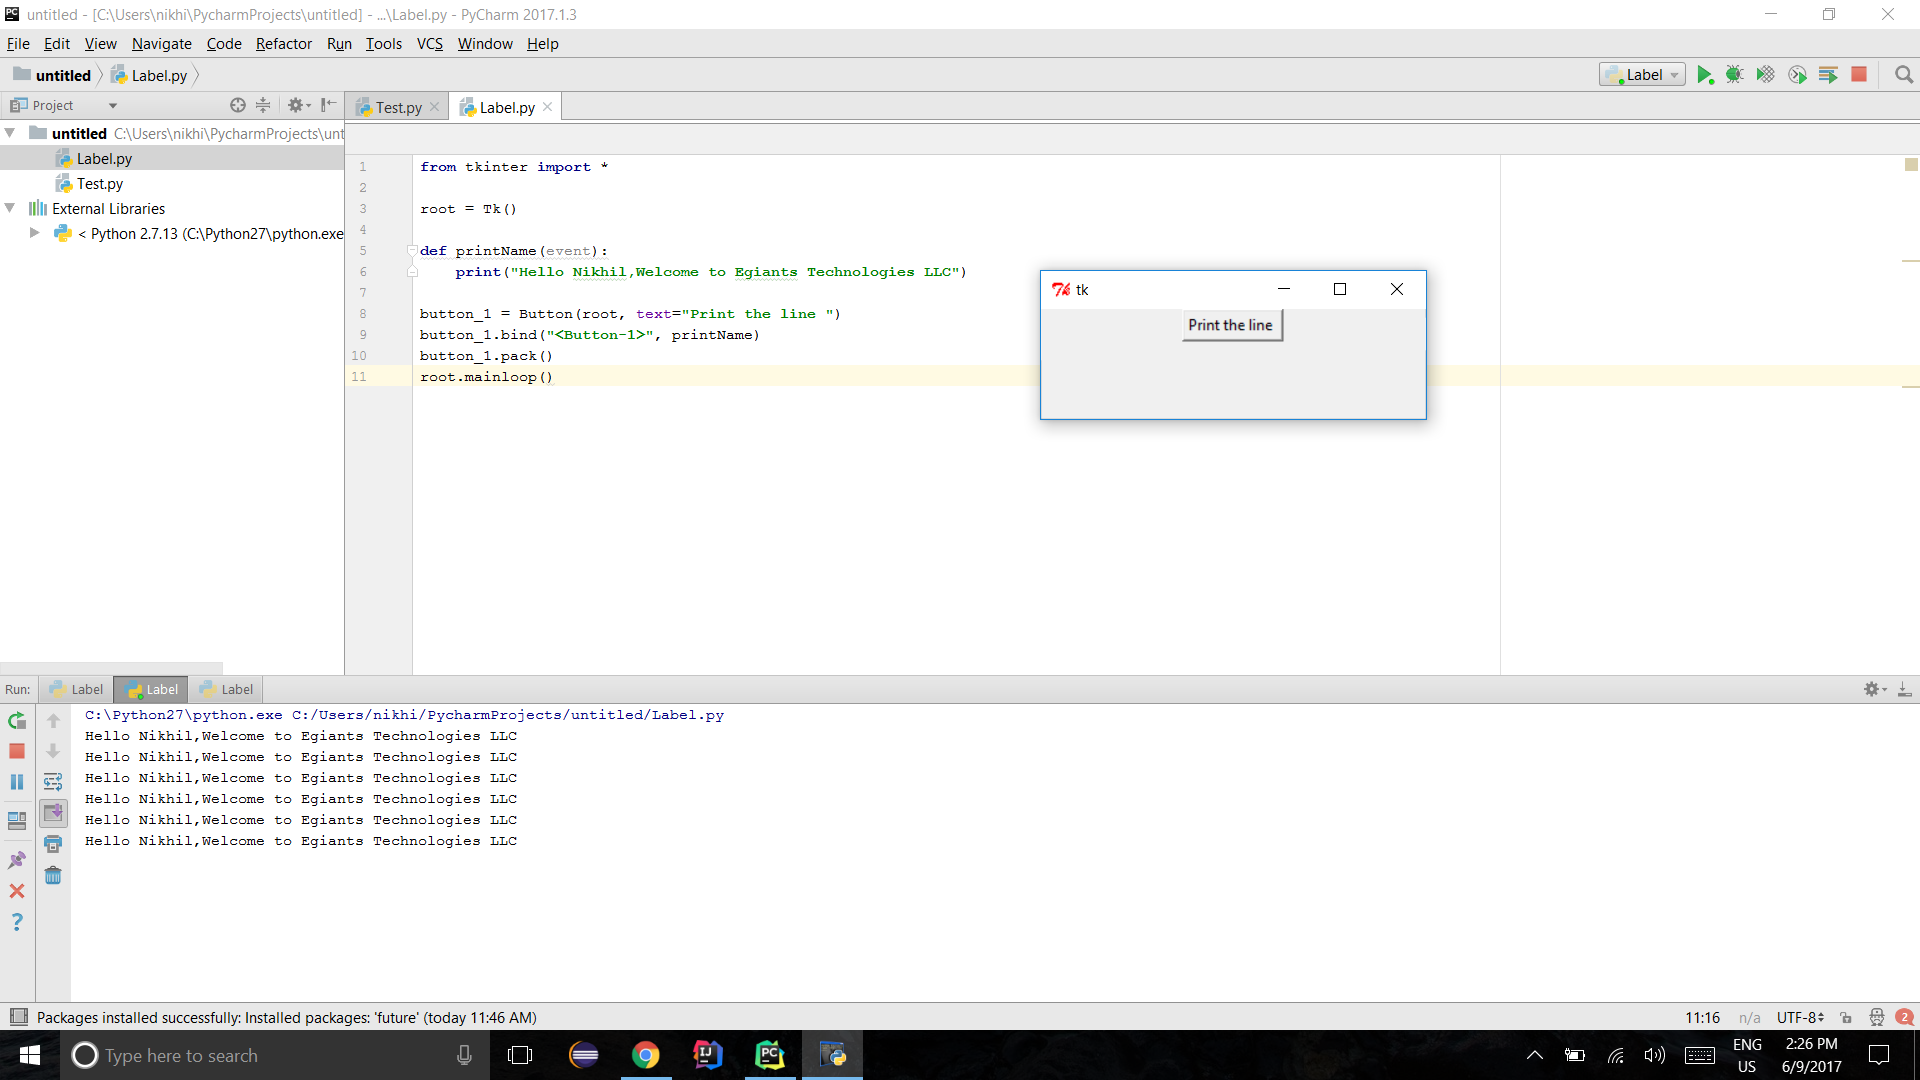 untitled - [C:\Users\nikhi\PycharmProjects\untitled] - ...\Label.py - PyCharm 2017.1.3
File Edit View Navigate Code Refactor Run Tools VCS Window Help
untitled Label.py Label
Project Test.py Label.py
untitled C:\Users\nikhi\PycharmProjects\unt
Label.py
Test.py
External Libraries
< Python 2.7.13 (C:\Python27\python.exe
1 from tkinter import *
2
3 root = Tk()
4
5 def printName(event):
6 print("Hello Nikhil,Welcome to Egiants Technologies LLC")
7
8 button_1 = Button(root, text="Print the line ")
9 button_1.bind("<Button-1>", printName)
10 button_1.pack()
11 root.mainloop()
tk
Print the line
Run: Label Label Label
C:\Python27\python.exe C:/Users/nikhi/PycharmProjects/untitled/Label.py
Hello Nikhil,Welcome to Egiants Technologies LLC
Hello Nikhil,Welcome to Egiants Technologies LLC
Hello Nikhil,Welcome to Egiants Technologies LLC
Hello Nikhil,Welcome to Egiants Technologies LLC
Hello Nikhil,Welcome to Egiants Technologies LLC
Hello Nikhil,Welcome to Egiants Technologies LLC
Packages installed successfully: Installed packages: 'future' (today 11:46 AM) 11:16 n/a UTF-8 2
Type here to search
ENG
US
2:26 PM
6/9/2017